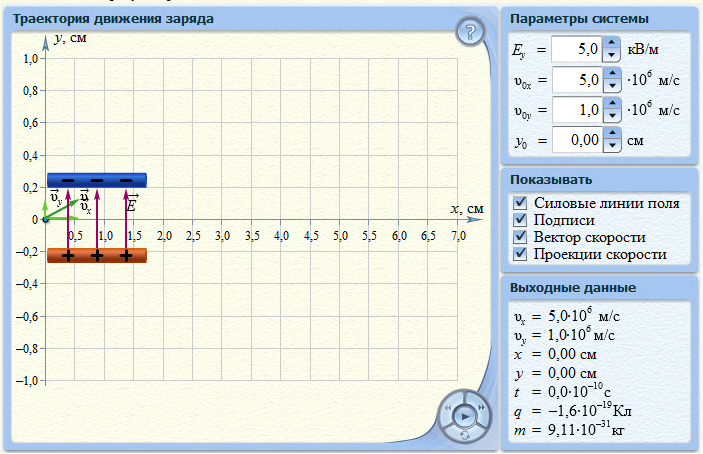 Траектория движения заряда
?
y, см
1,0
0,8
0,6
0,4
0,2
0
−0,2
−0,4
−0,6
−0,8
−1,0
υy υ υx E
x, см
0,5 1,0 1,5 2,0 2,5 3,0 3,5 4,0 4,5 5,0 5,5 6,0 6,5 7,0
Параметры системы
Ey = 5,0 кВ/м
υ0x = 5,0 ·10⁶ м/с
υ0y = 1,0 ·10⁶ м/с
y0 = 0,00 см
Показывать
Силовые линии поля
Подписи
Вектор скорости
Проекции скорости
Выходные данные
υx = 5,0·10⁶ м/с
υy = 1,0·10⁶ м/с
x = 0,00 см
y = 0,00 см
t = 0,0·10⁻¹⁰ с
q = −1,6·10⁻¹⁹ Кл
m = 9,11·10⁻³¹ кг